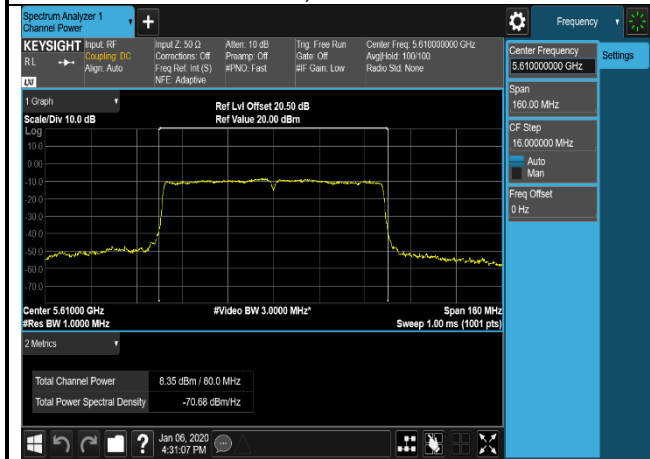 Spectrum Analyzer 1
Channel Power
Frequency
KEYSIGHT
RL
LXI
Input: RF
Coupling: DC
Align: Auto
Input Z: 50 Ω
Corrections: Off
Freq Ref: Int (S)
NFE: Adaptive
Atten: 10 dB
Preamp: Off
#PNO: Fast
Trig: Free Run
Gate: Off
#IF Gain: Low
Center Freq: 5.610000000 GHz
Avg|Hold: 100/100
Radio Std: None
Center Frequency
5.610000000 GHz
Settings
Span
160.00 MHz
CF Step
16.000000 MHz
Auto
Man
Freq Offset
0 Hz
1 Graph
Scale/Div 10.0 dB
Ref Lvl Offset 20.50 dB
Ref Value 20.00 dBm
Log
10.0
0.00
-10.0
-20.0
-30.0
-40.0
-50.0
-60.0
-70.0
Center 5.61000 GHz
#Video BW 3.0000 MHz*
Span 160 MHz
#Res BW 1.0000 MHz
Sweep 1.00 ms (1001 pts)
2 Metrics
Total Channel Power 8.35 dBm / 80.0 MHz
Total Power Spectral Density -70.68 dBm/Hz
Jan 06, 2020
4:31:07 PM